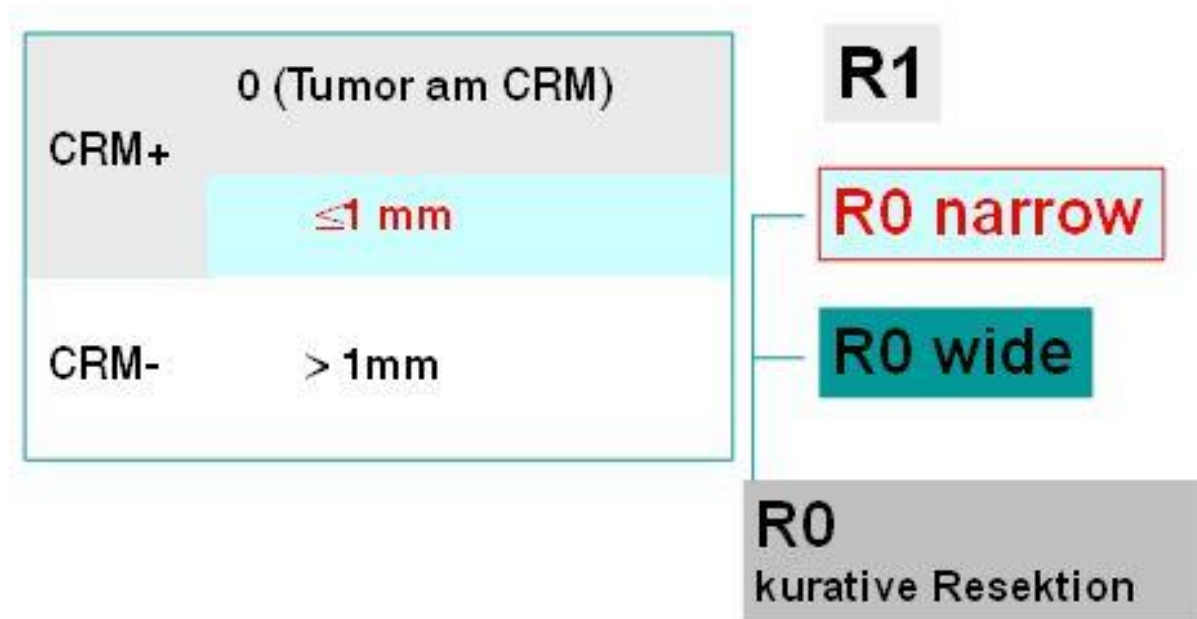 0 (Tumor am CRM)
R1
CRM+
≤1 mm
R0 narrow
CRM-
> 1mm
R0 wide
R0
kurative Resektion